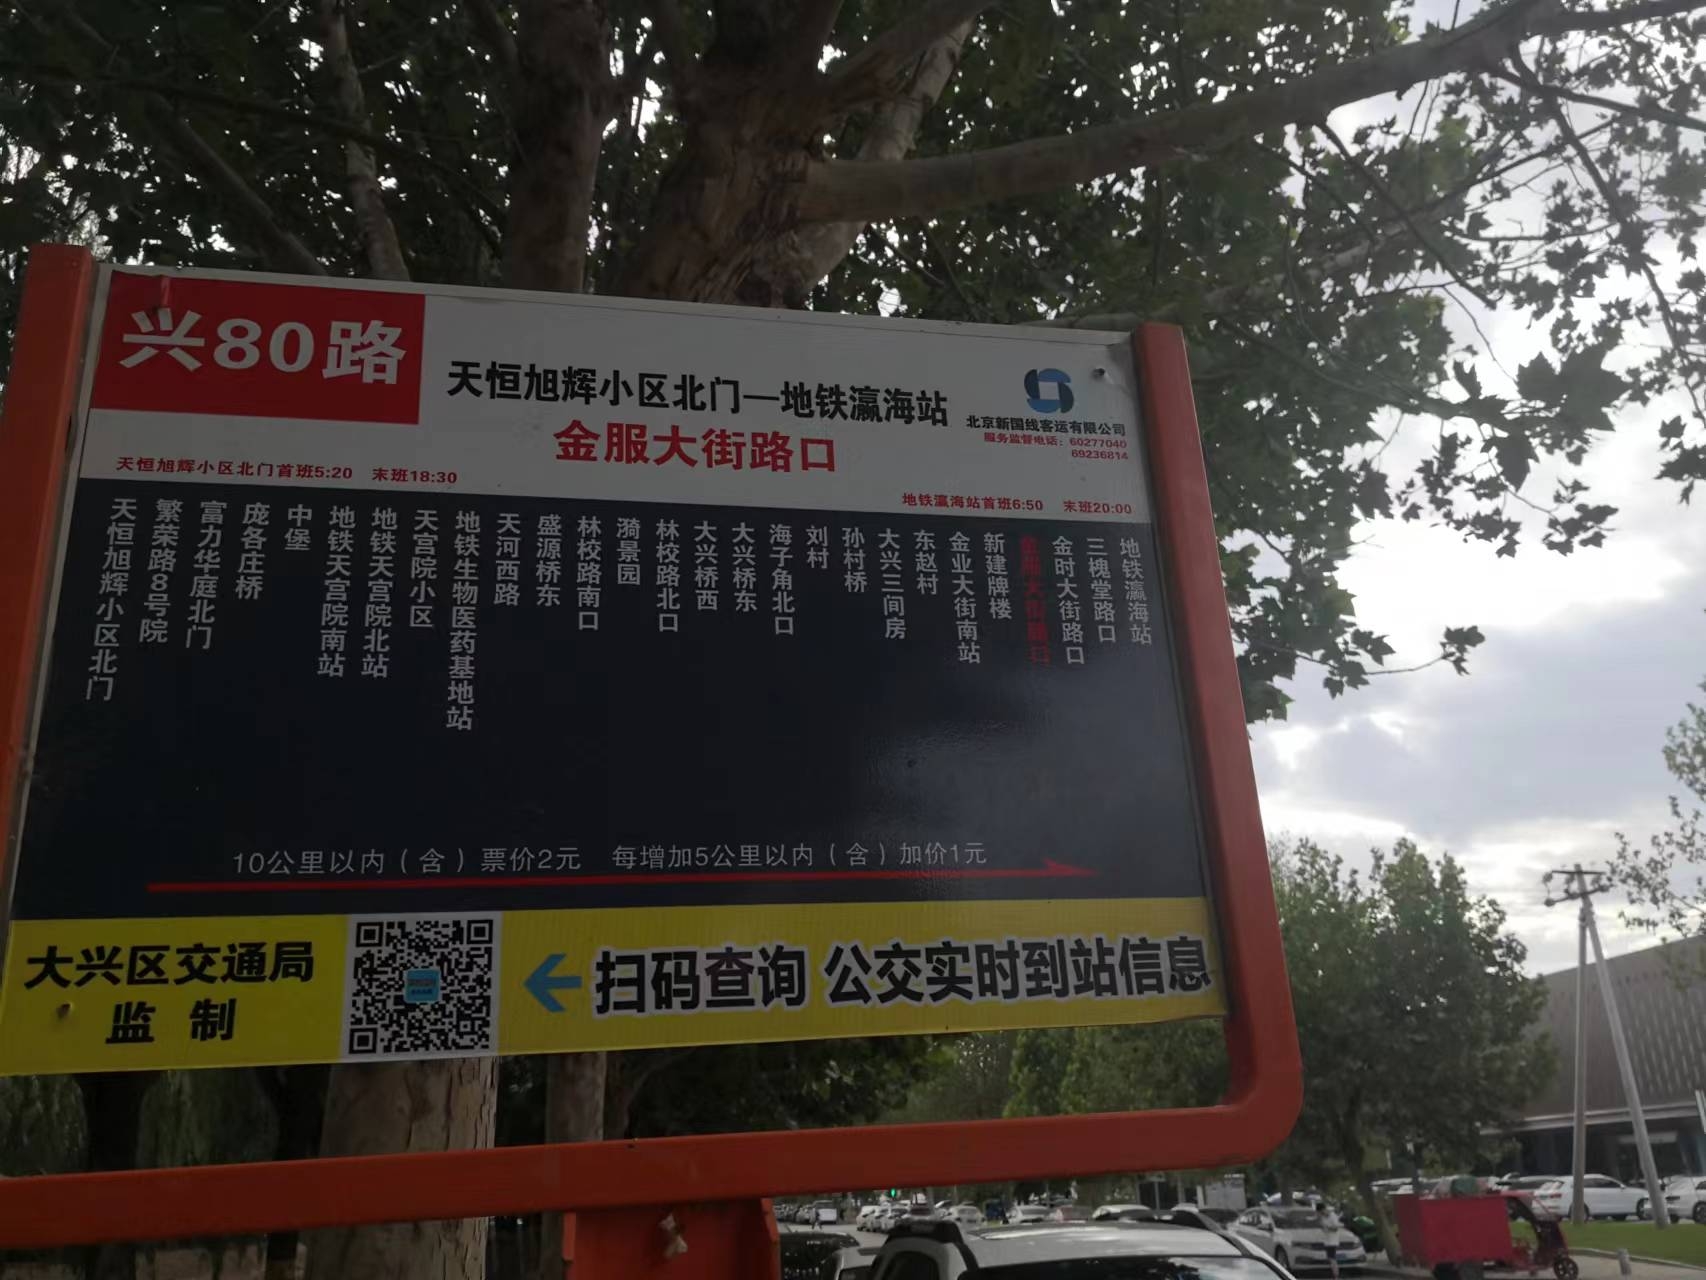 兴80路
天恒旭辉小区北门—地铁瀛海站
金服大街路口
北京新国线客运有限公司
服务监督电话：60277040
69236814
天恒旭辉小区北门首班5:20 末班18:30
地铁瀛海站首班6:50 末班20:00
天恒旭辉小区北门
繁荣路8号院
富力华庭北门
庞各庄桥
中堡
地铁天宫院南站
地铁天宫院北站
天宫院小区
地铁生物医药基地站
天河西路
盛源桥东
林校路南口
漪景园
林校路北口
大兴桥西
大兴桥东
海子角北口
刘村
孙村桥
大兴三间房
东赵村
金业大街南站
新建牌楼
金服大街路口
金时大街路口
三槐堂路口
地铁瀛海站
10公里以内（含）票价2元 每增加5公里以内（含）加价1元
大兴区交通局
监 制
扫码查询 公交实时到站信息